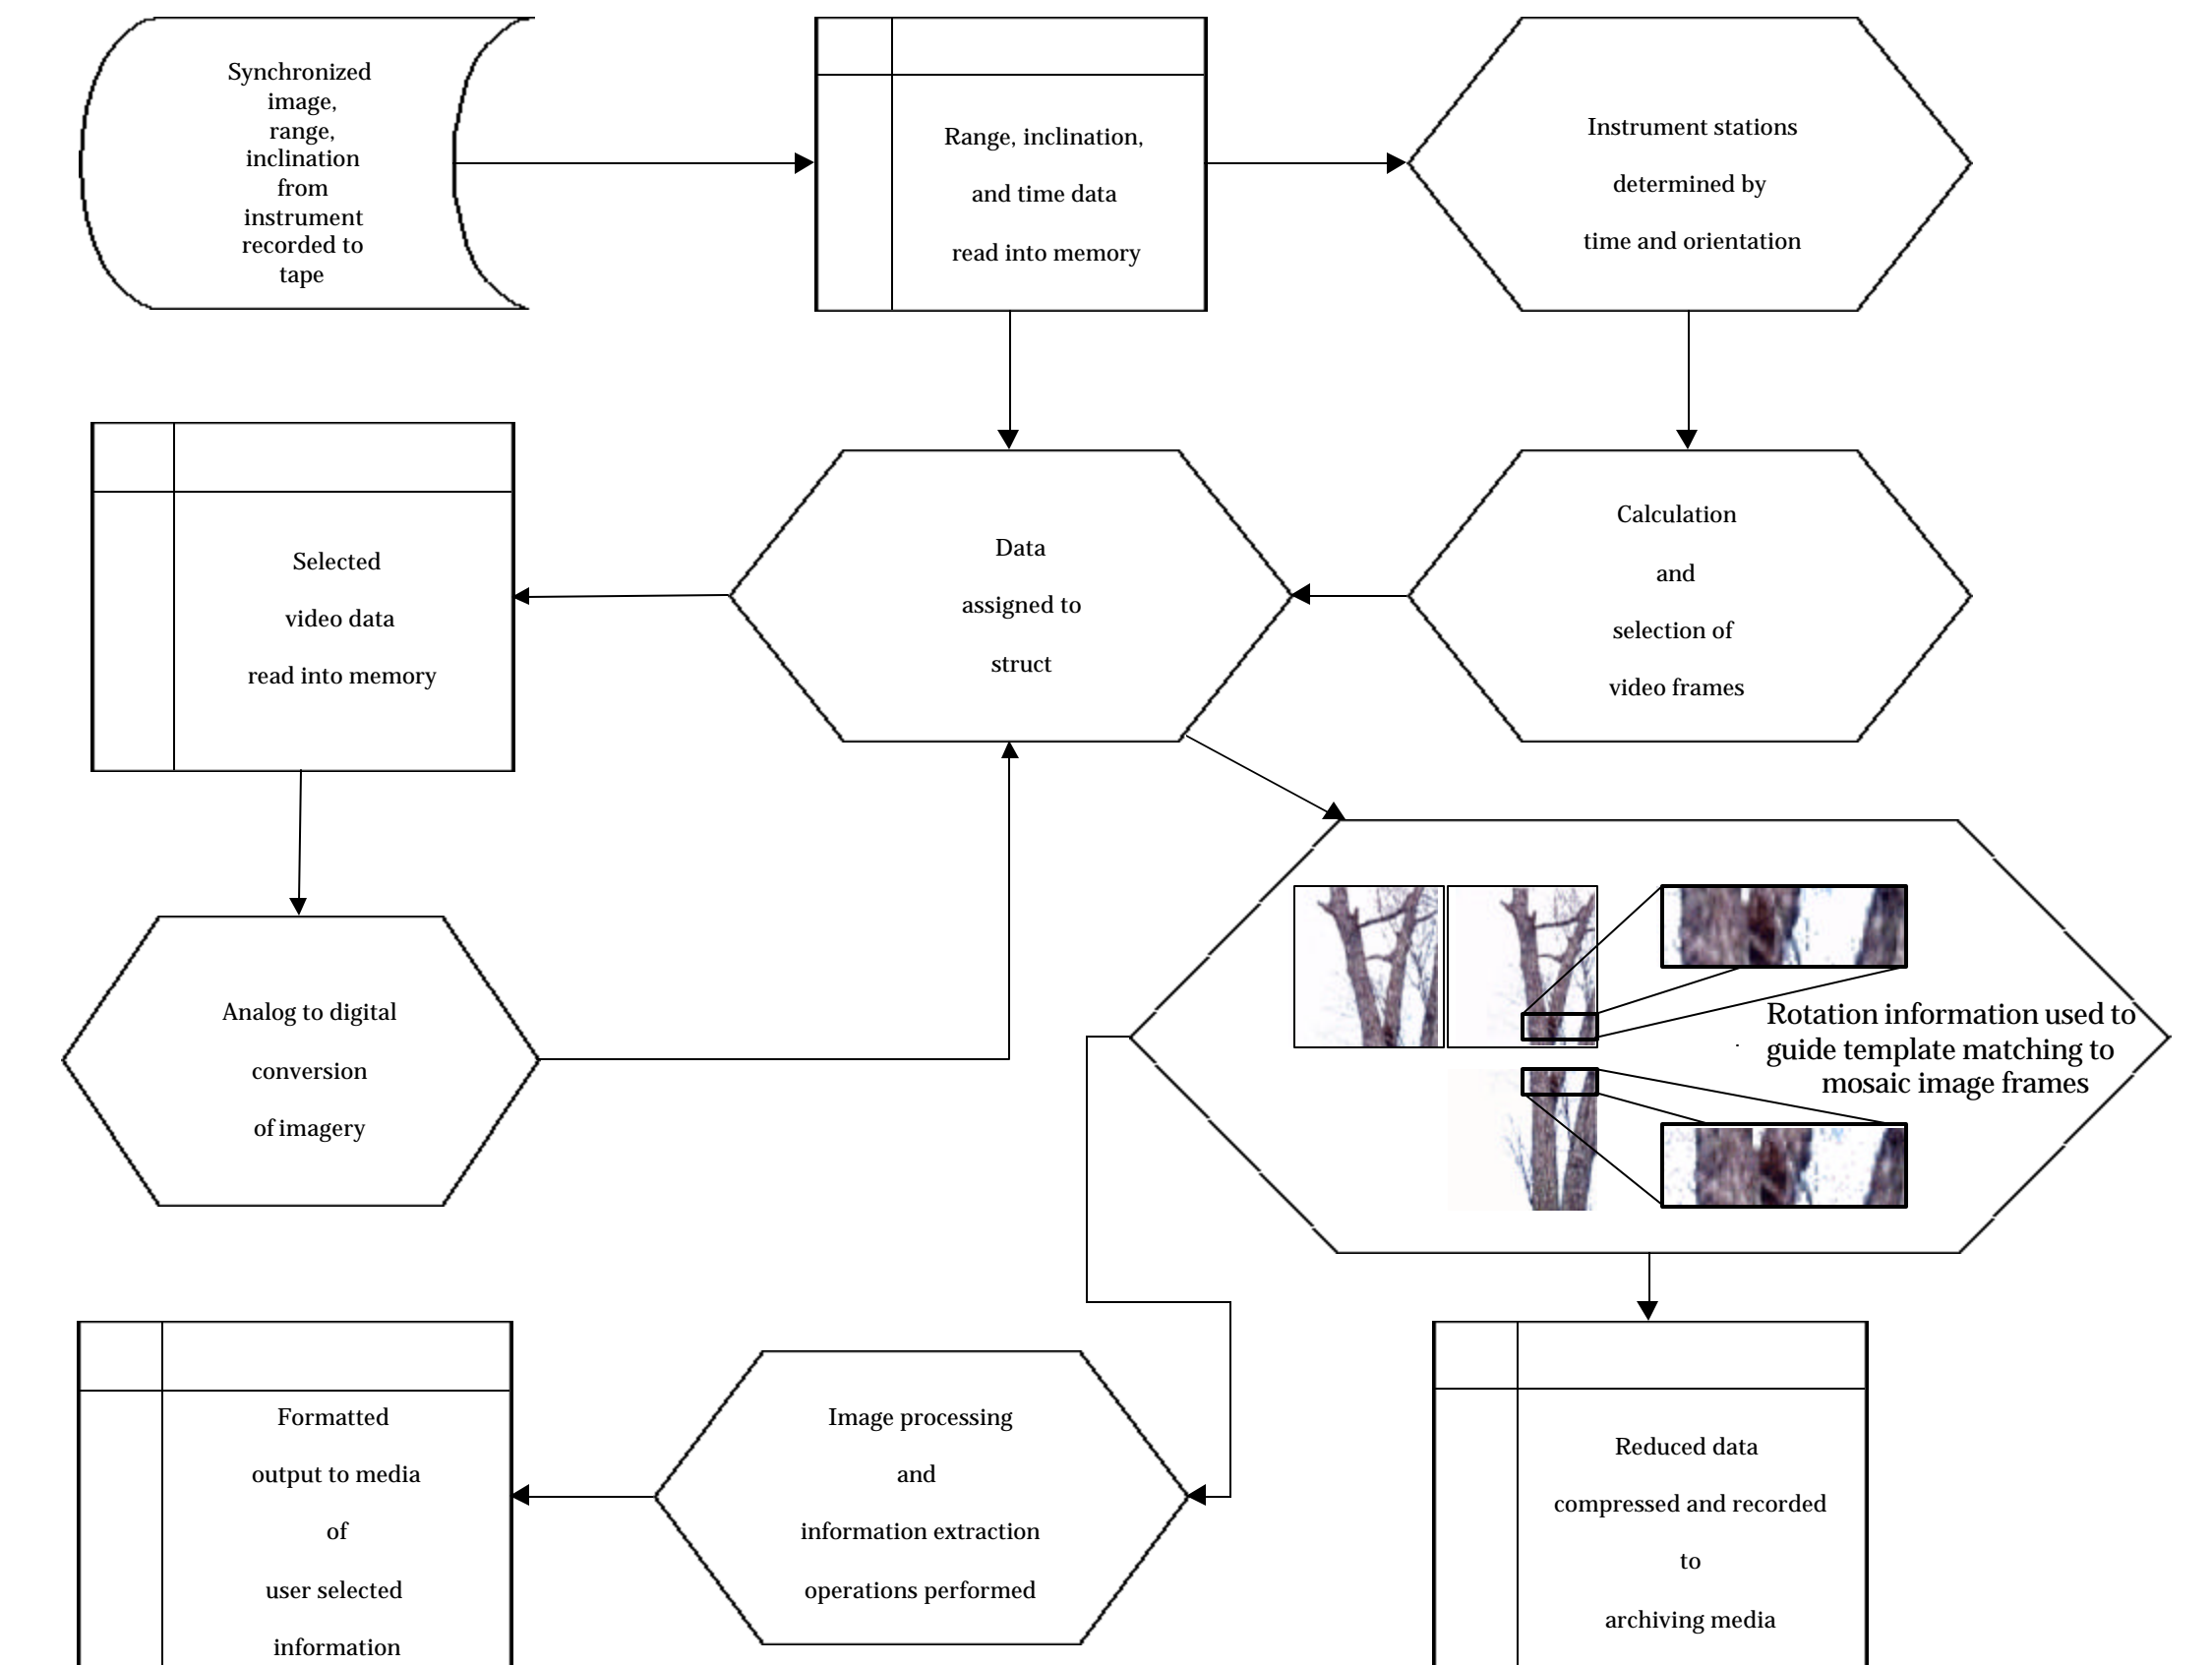 Synchronized
image,
range,
inclination
from
instrument
recorded to
tape
Range, inclination,
and time data
read into memory
Instrument stations
determined by
time and orientation
Selected
video data
read into memory
Data
assigned to
struct
Calculation
and
selection of
video frames
Analog to digital
conversion
of imagery
Rotation information used to
guide template matching to
mosaic image frames
Formatted
output to media
of
user selected
information
Image processing
and
information extraction
operations performed
Reduced data
compressed and recorded
to
archiving media